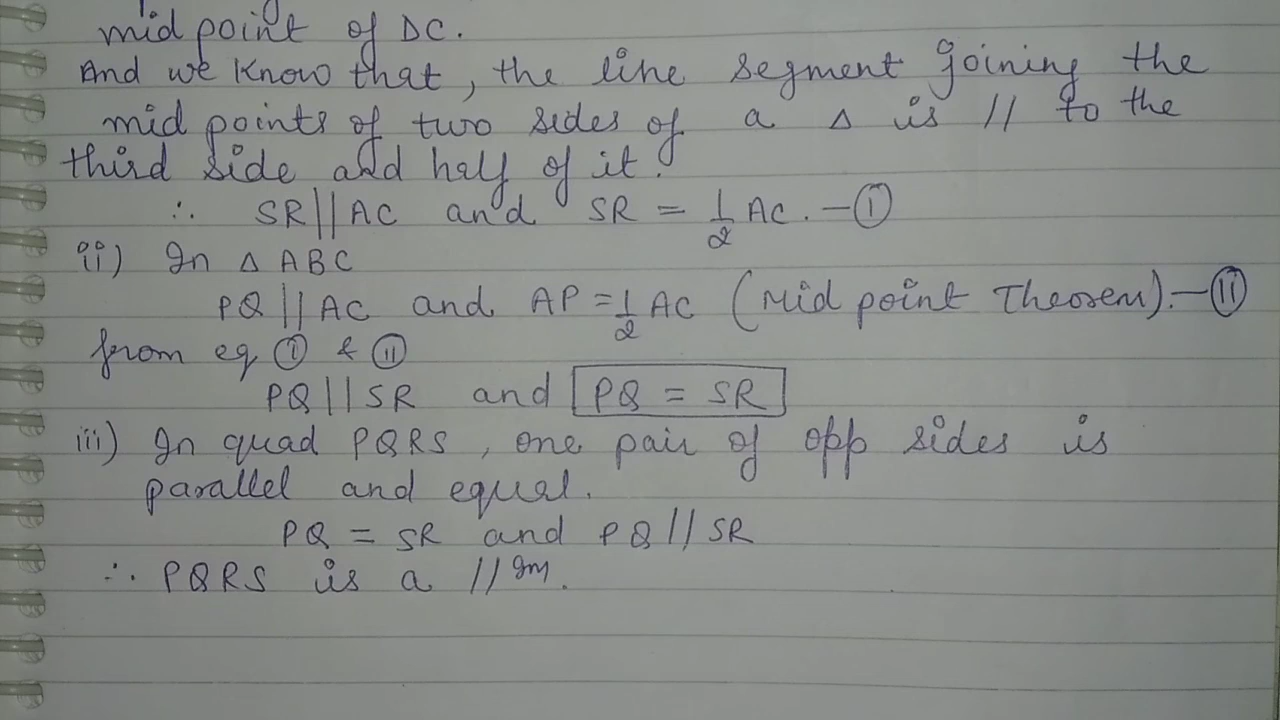 mid point of DC.
And we know that, the line segment joining the
mid points of two sides of a Δ is // to the
third side and half of it.
∴ SR||AC and SR = 1/2 AC. — Ⓘ
ii) In Δ ABC
PQ||AC and AP = 1/2 AC (Mid point Theorem). — Ⅱ
from eq Ⓘ & Ⅱ
PQ||SR and PQ = SR
iii) In quad PQRS, one pair of opp sides is
parallel and equal.
PQ = SR and PQ//SR
∴ PQRS is a //gm.